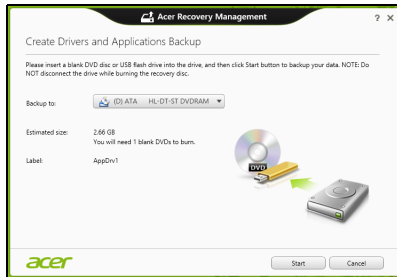 Acer Recovery Management
? ×
Create Drivers and Applications Backup
Please insert a blank DVD disc or USB flash drive into the drive, and then click Start button to backup your data. NOTE: Do
NOT disconnect the drive while burning the recovery disc.
Backup to: (D) ATA HL-DT-ST DVDRAM
Estimated size: 2.66 GB
You will need 1 blank DVDs to burn.
Label: AppDrv1
DVD
acer
Start Cancel